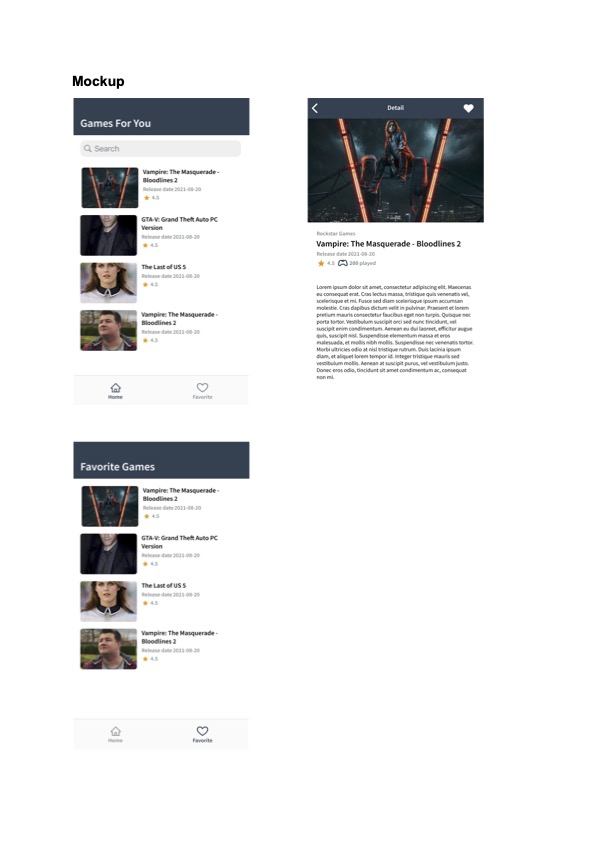 Mockup
Games For You
Search
Vampire: The Masquerade -
Bloodlines 2
Release date 2021-08-20
4.5
GTA-V: Grand Theft Auto PC
Version
Release date 2021-08-20
4.5
The Last of US 5
Release date 2021-08-20
4.5
Vampire: The Masquerade -
Bloodlines 2
Release date 2021-08-20
4.5
Home
Favorite
Detail
Rockstar Games
Vampire: The Masquerade - Bloodlines 2
Release date 2021-08-20
4.5 200 played
Lorem ipsum dolor sit amet, consectetur adipiscing elit. Maecenas
eu consequat erat. Cras lectus massa, tristique quis venenatis vel,
scelerisque et mi. Fusce sed diam scelerisque ipsum accumsan
molestie. Cras dapibus dictum velit in pulvinar. Praesent et lorem
pretium mauris consectetur faucibus eget non turpis. Quisque nec
porta tortor. Vestibulum suscipit orci sed nunc tincidunt, vel
suscipit enim condimentum. Aenean eu dui laoreet, efficitur augue
quis, suscipit nisl. Suspendisse elementum massa et eros
malesuada, et mollis nibh mollis. Suspendisse nec venenatis tortor.
Morbi ultricies odio at nisl tristique rutrum. Duis lacinia ipsum
diam, et aliquet lorem tempor id. Integer tristique mauris sed
vestibulum mollis. Aenean at suscipit purus, vel vestibulum justo.
Donec eros odio, tincidunt sit amet condimentum ac, consequat
non mi.
Favorite Games
Vampire: The Masquerade -
Bloodlines 2
Release date 2021-08-20
4.5
GTA-V: Grand Theft Auto PC
Version
Release date 2021-08-20
4.5
The Last of US 5
Release date 2021-08-20
4.5
Vampire: The Masquerade -
Bloodlines 2
Release date 2021-08-20
4.5
Home
Favorite